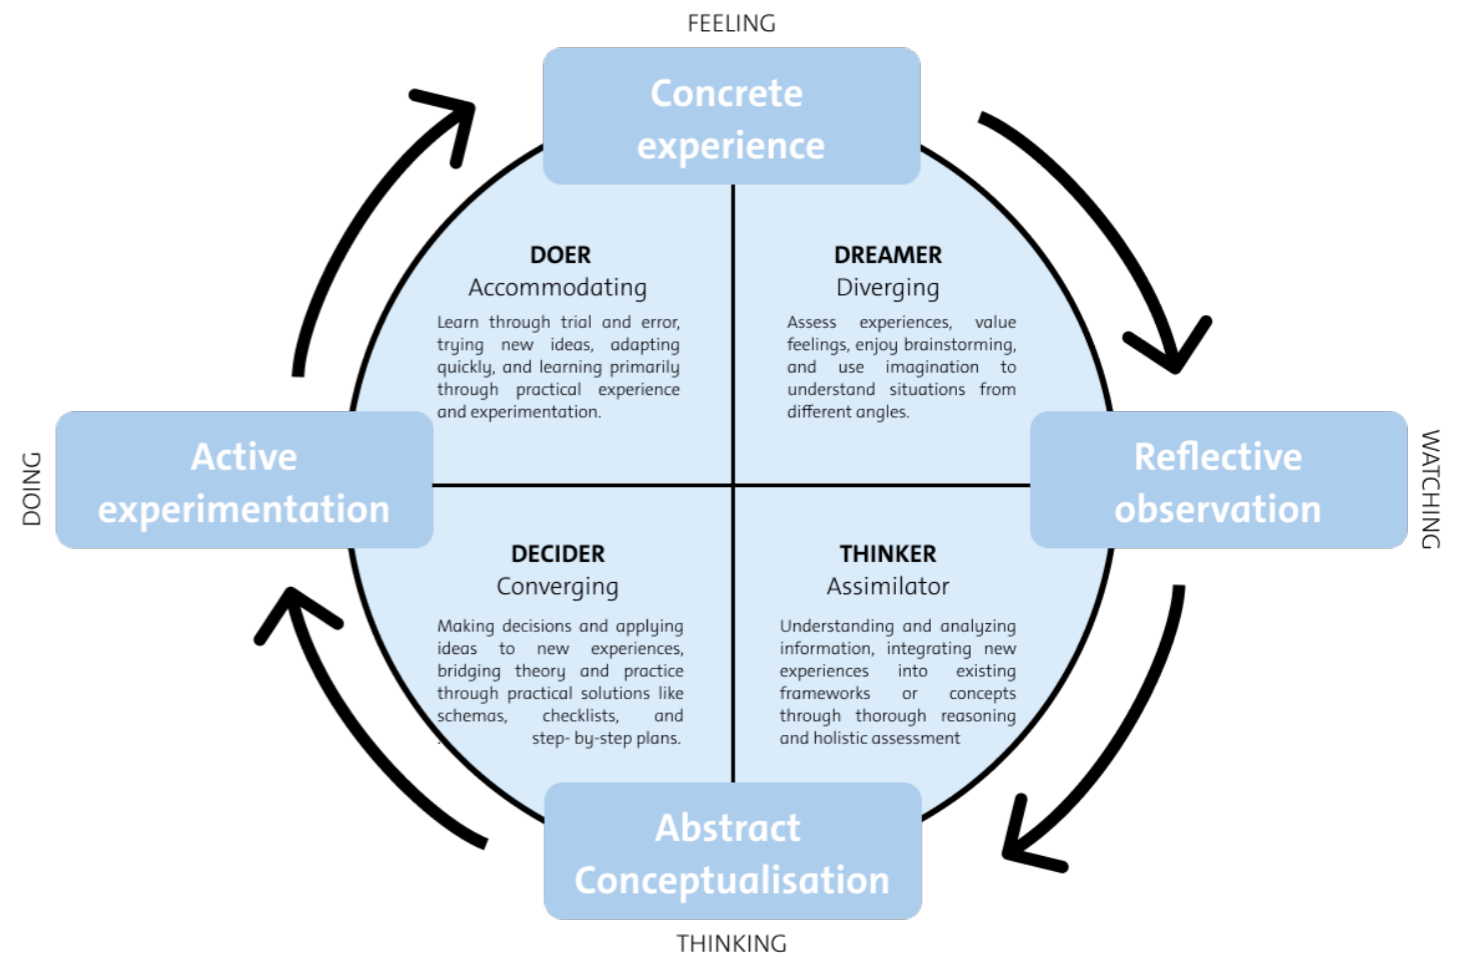 FEELING
Concrete
experience
DOER
Accommodating
Learn through trial and error,
trying new ideas, adapting
quickly, and learning primarily
through practical experience
and experimentation.
DREAMER
Diverging
Assess experiences, value
feelings, enjoy brainstorming,
and use imagination to
understand situations from
different angles.
DOING
Active
experimentation
Reflective
observation
WATCHING
DECIDER
Converging
Making decisions and applying
ideas to new experiences,
bridging theory and practice
through practical solutions like
schemas, checklists, and
. step- by-step plans.
THINKER
Assimilator
Understanding and analyzing
information, integrating new
experiences into existing
frameworks or concepts
through thorough reasoning
and holistic assessment
Abstract
Conceptualisation
THINKING